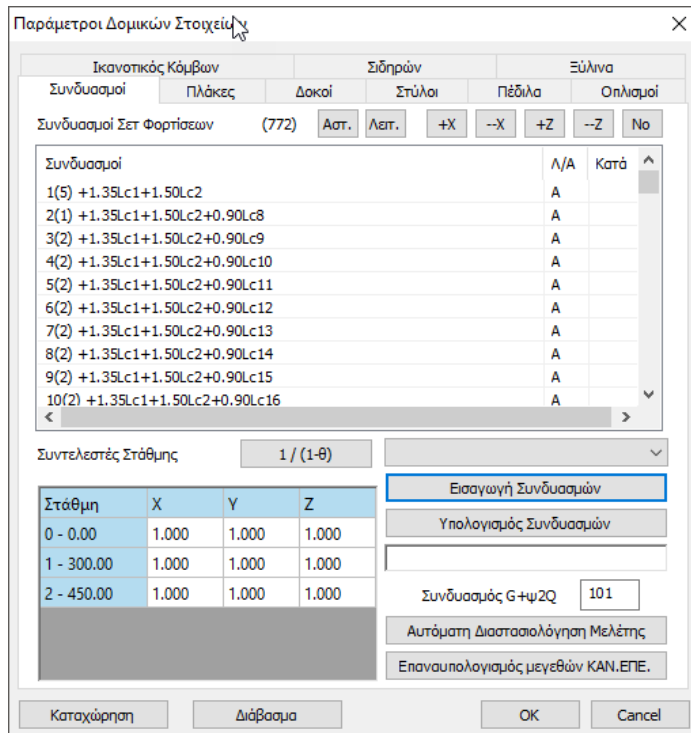 Παράμετροι Δομικών Στοιχείων
Ικανοτικός Κόμβων Σιδηρών Ξύλινα
Συνδυασμοί Πλάκες Δοκοί Στύλοι Πέδιλα Οπλισμοί
Συνδυασμοί Σετ Φορτίσεων (772) Αστ. Λειτ. +X --X +Z --Z No
Συνδυασμοί Λ/Α Κατά
1(5) +1.35Lc1+1.50Lc2 Α
2(1) +1.35Lc1+1.50Lc2+0.90Lc8 Α
3(2) +1.35Lc1+1.50Lc2+0.90Lc9 Α
4(2) +1.35Lc1+1.50Lc2+0.90Lc10 Α
5(2) +1.35Lc1+1.50Lc2+0.90Lc11 Α
6(2) +1.35Lc1+1.50Lc2+0.90Lc12 Α
7(2) +1.35Lc1+1.50Lc2+0.90Lc13 Α
8(2) +1.35Lc1+1.50Lc2+0.90Lc14 Α
9(2) +1.35Lc1+1.50Lc2+0.90Lc15 Α
10(2) +1.35Lc1+1.50Lc2+0.90Lc16 Α
Συντελεστές Στάθμης 1 / (1-θ)
Εισαγωγή Συνδυασμών
Στάθμη X Y Z
Υπολογισμός Συνδυασμών
0 - 0.00 1.000 1.000 1.000
1 - 300.00 1.000 1.000 1.000
2 - 450.00 1.000 1.000 1.000
Συνδυασμός G+ψ2Q 101
Αυτόματη Διαστασιολόγηση Μελέτης
Επαναυπολογισμός μεγεθών ΚΑΝ.ΕΠΕ.
Καταχώρηση Διάβασμα OK Cancel